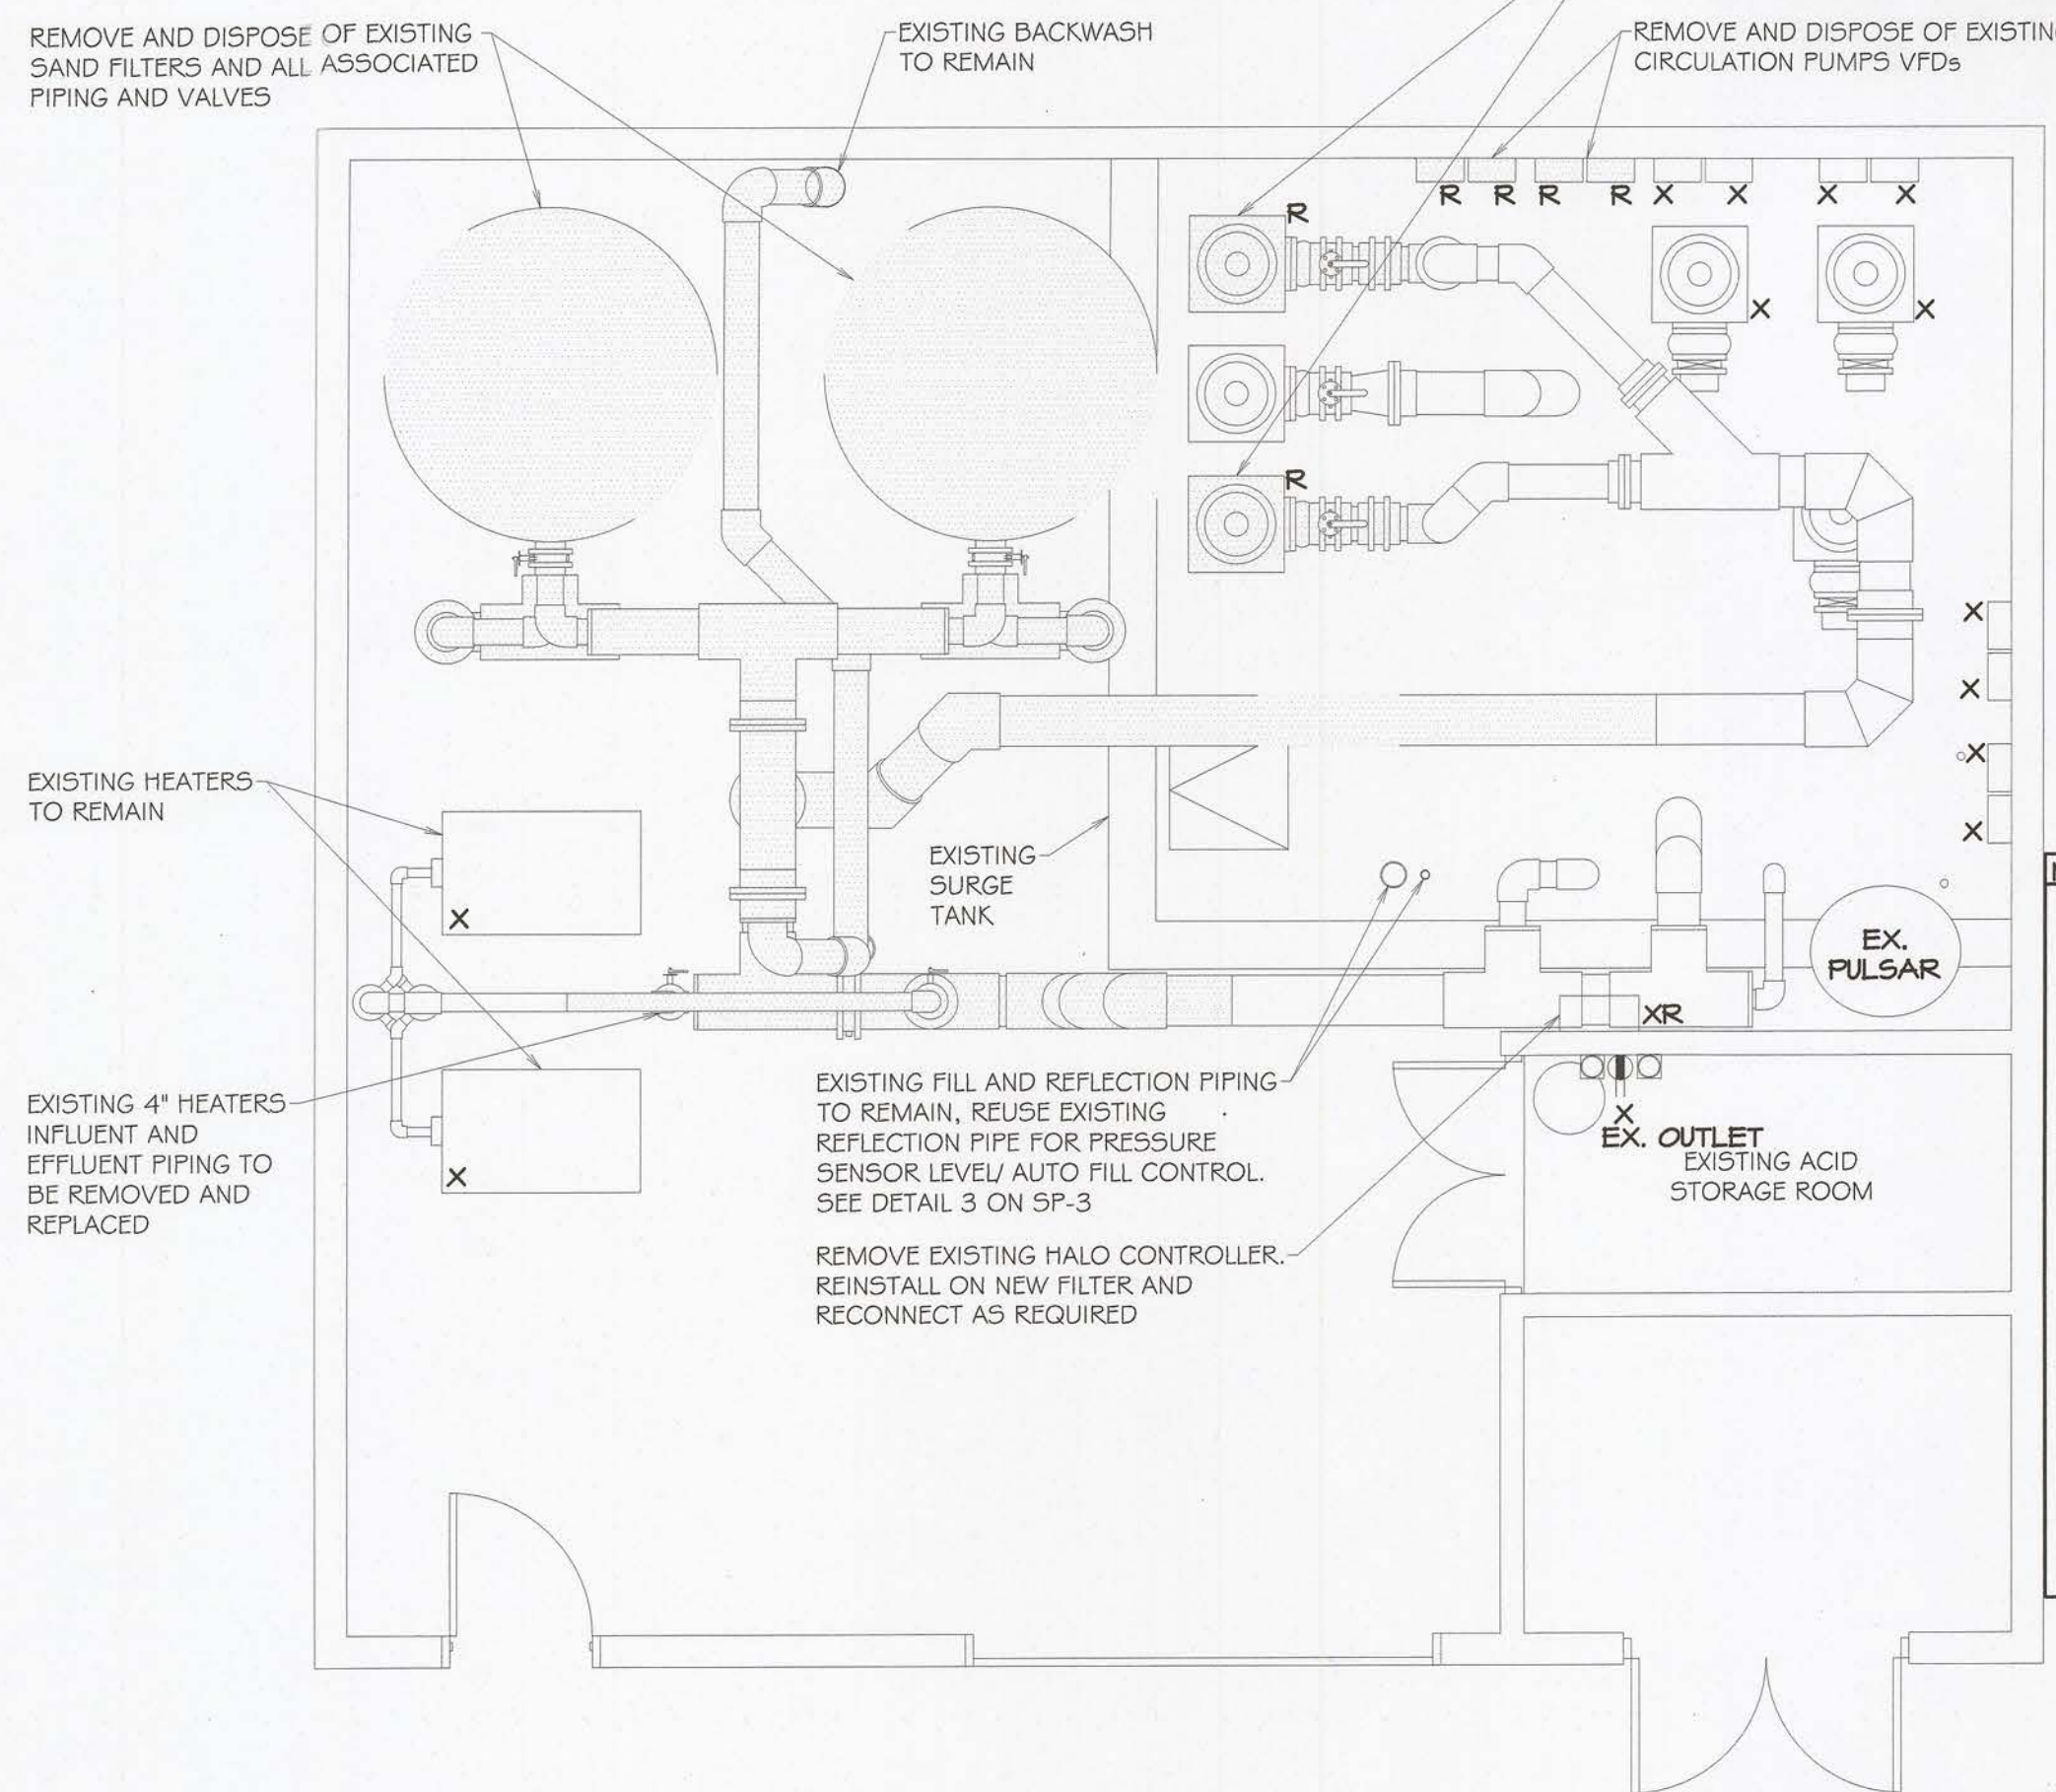 REMOVE AND DISPOSE OF EXISTING
SAND FILTERS AND ALL ASSOCIATED
PIPING AND VALVES
EXISTING BACKWASH
TO REMAIN
REMOVE AND DISPOSE OF EXISTING
CIRCULATION PUMPS VFDs
R R R R X X X X
R
X X
R
X
X
X
X
EXISTING HEATERS
TO REMAIN
X
EXISTING
SURGE
TANK
EX.
PULSAR
XR
EXISTING 4" HEATERS
INFLUENT AND
EFFLUENT PIPING TO
BE REMOVED AND
REPLACED
X
EXISTING FILL AND REFLECTION PIPING
TO REMAIN, REUSE EXISTING
REFLECTION PIPE FOR PRESSURE
SENSOR LEVEL/ AUTO FILL CONTROL.
SEE DETAIL 3 ON SP-3
X
EX. OUTLET
EXISTING ACID
STORAGE ROOM
REMOVE EXISTING HALO CONTROLLER.
REINSTALL ON NEW FILTER AND
RECONNECT AS REQUIRED